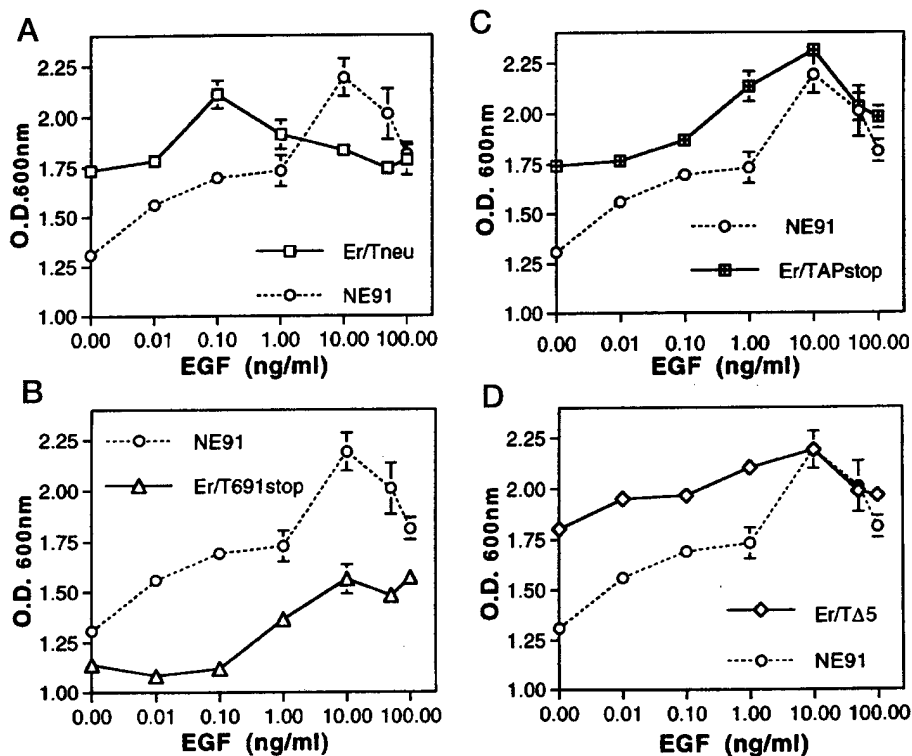 A
O.D.600nm
2.25
2.00
1.75
1.50
1.25
1.00
Er/Tneu
NE91
0.00 0.01 0.10 1.00 10.00 100.00
EGF (ng/ml)
B
O.D. 600nm
2.25
2.00
1.75
1.50
1.25
1.00
NE91
Er/T691stop
0.00 0.01 0.10 1.00 10.00 100.00
EGF (ng/ml)
C
O.D. 600nm
2.25
2.00
1.75
1.50
1.25
1.00
NE91
Er/TAPstop
0.00 0.01 0.10 1.00 10.00 100.00
EGF (ng/ml)
D
O.D. 600nm
2.25
2.00
1.75
1.50
1.25
1.00
Er/TΔ5
NE91
0.00 0.01 0.10 1.00 10.00 100.00
EGF (ng/ml)